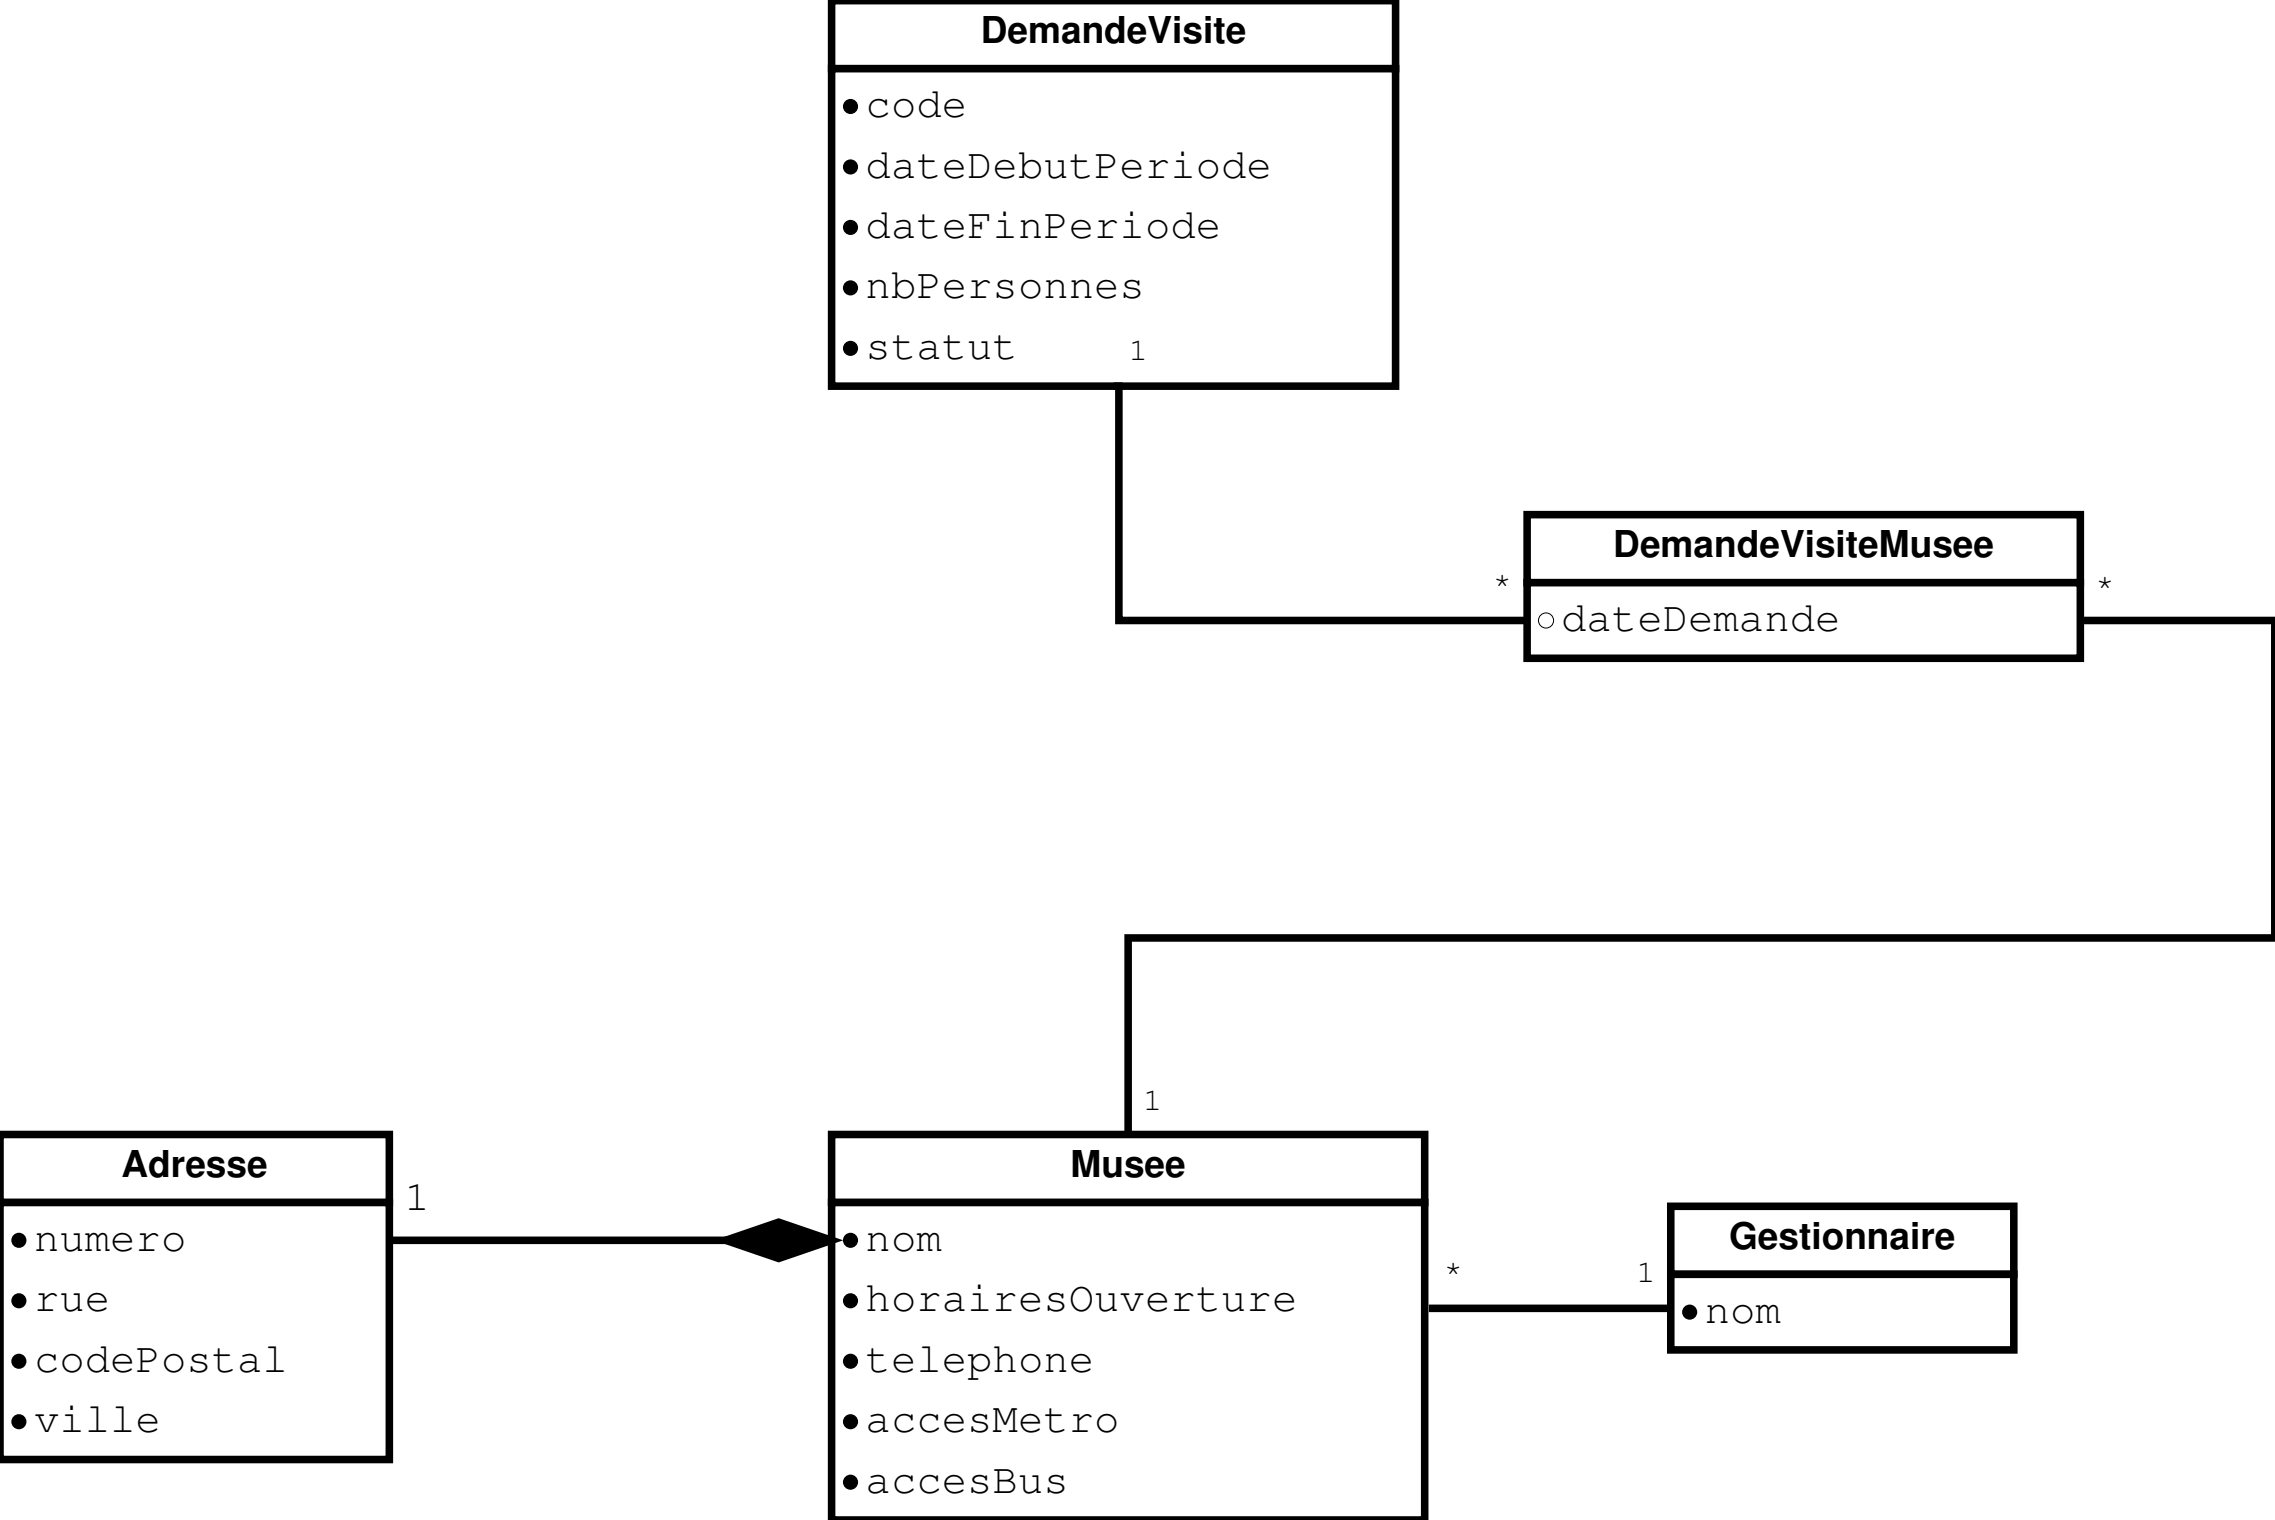 DemandeVisite
code
dateDebutPeriode
dateFinPeriode
nbPersonnes
statut
1
DemandeVisiteMusee
*
*
dateDemande
1
Adresse
1
numero
rue
codePostal
ville
Musee
nom
horairesOuverture
telephone
accesMetro
accesBus
*
1
Gestionnaire
nom